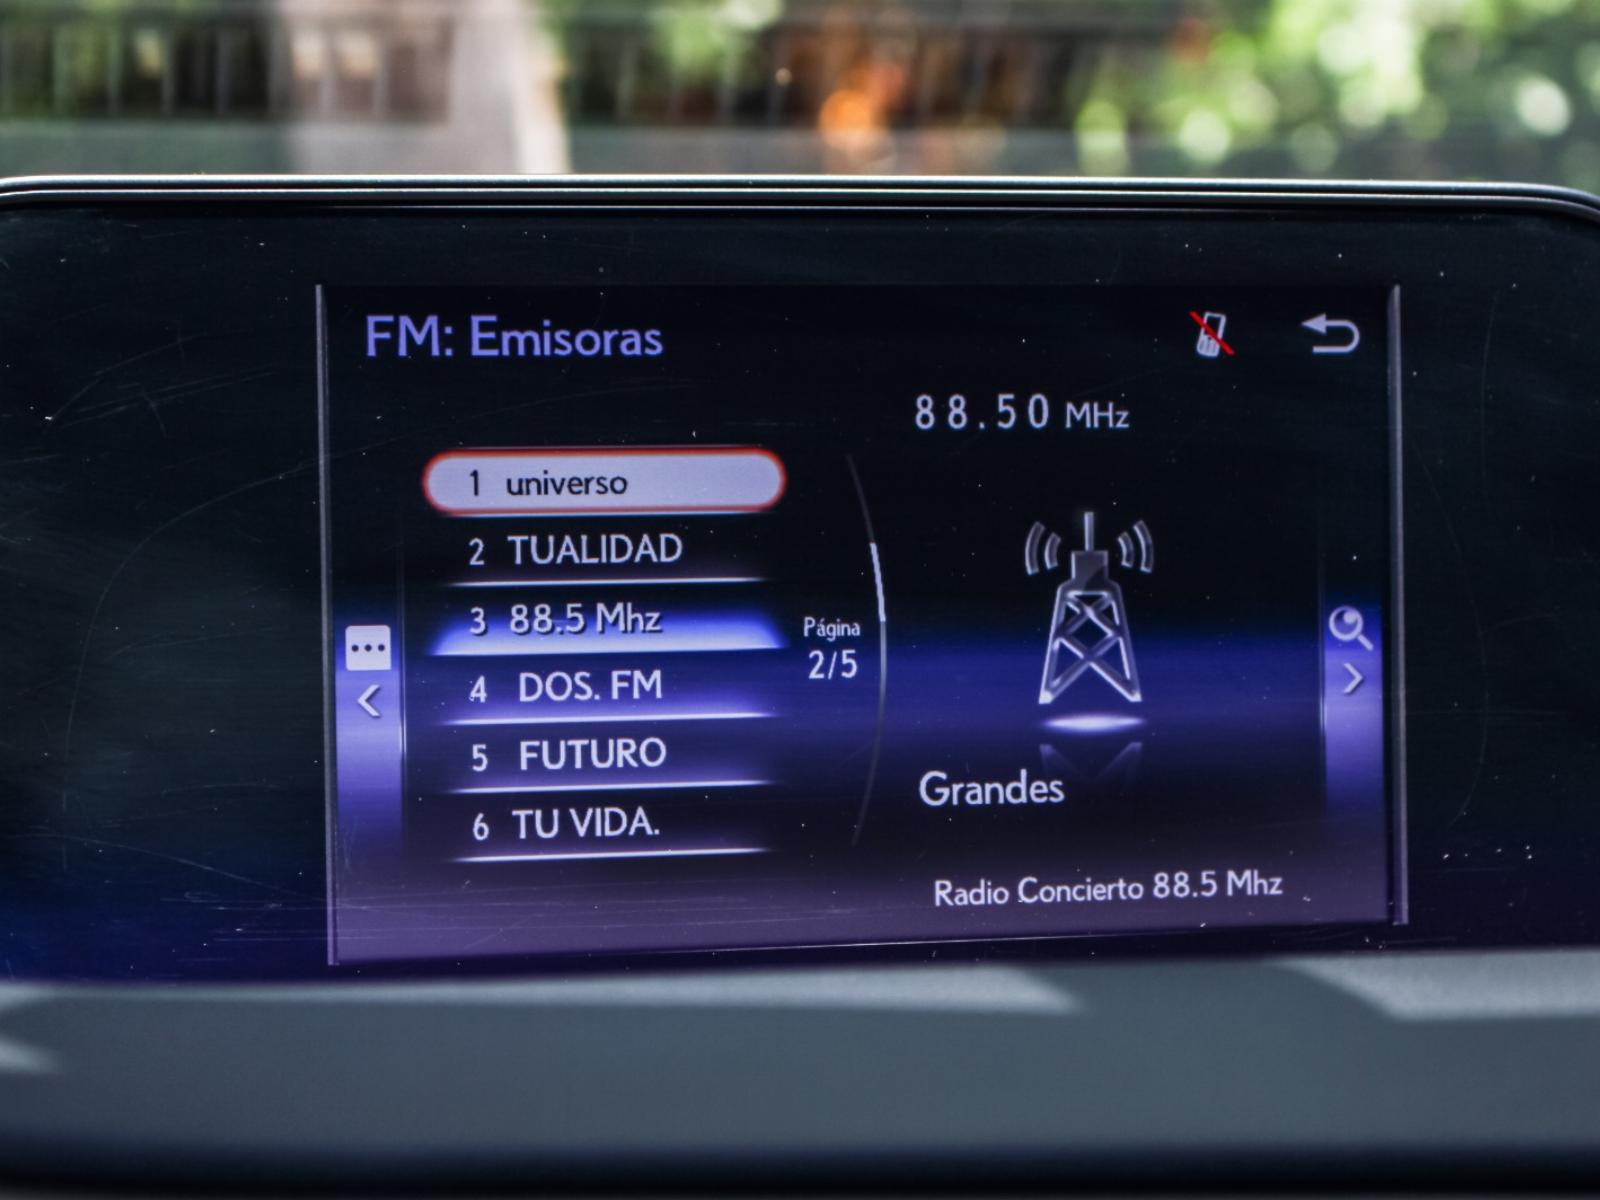 FM: Emisoras
88.50 MHz
1 universo
2 TUALIDAD
3 88.5 Mhz
4 DOS. FM
5 FUTURO
6 TU VIDA.
Página
2/5
Grandes
Radio Concierto 88.5 Mhz